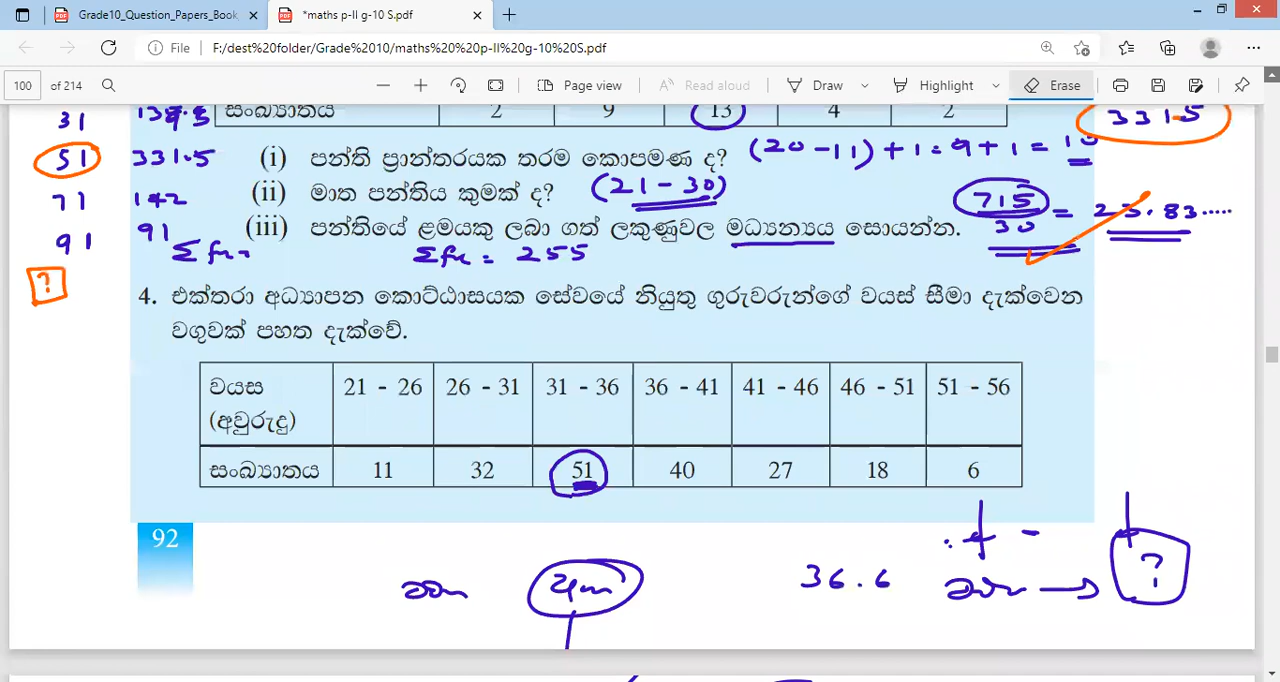 Grade10_Question_Papers_Book
*maths p-II g-10 S.pdf
File F:/dest%20folder/Grade%2010/maths%20%20p-II%20g-10%20S.pdf
100 of 214 Page view Read aloud Draw Highlight Erase
31 සංඛ්‍යාතය 2 9 13 4 2 331.5
51 331.5 (i) පන්ති ප්‍රාන්තරයක තරම කොපමණ ද? (20-11)+1=9+1=10
71 142 (ii) මාත පන්තිය කුමක් ද? (21-30) 715
30 = 23.83.....
91 91 (iii) පන්තියේ ළමයකු ලබා ගත් ලකුණුවල මධ්‍යන්‍යය සොයන්න.
Σfx= Σfx = 255
?
4. එක්තරා අධ්‍යාපන කොට්ඨාසයක සේවයේ නියුතු ගුරුවරුන්ගේ වයස් සීමා දැක්වෙන
වගුවක් පහත දැක්වේ.
වයස 21 - 26 26 - 31 31 - 36 36 - 41 41 - 46 46 - 51 51 - 56
(අවුරුදු)
සංඛ්‍යාතය 11 32 51 40 27 18 6
92
36.6 ?